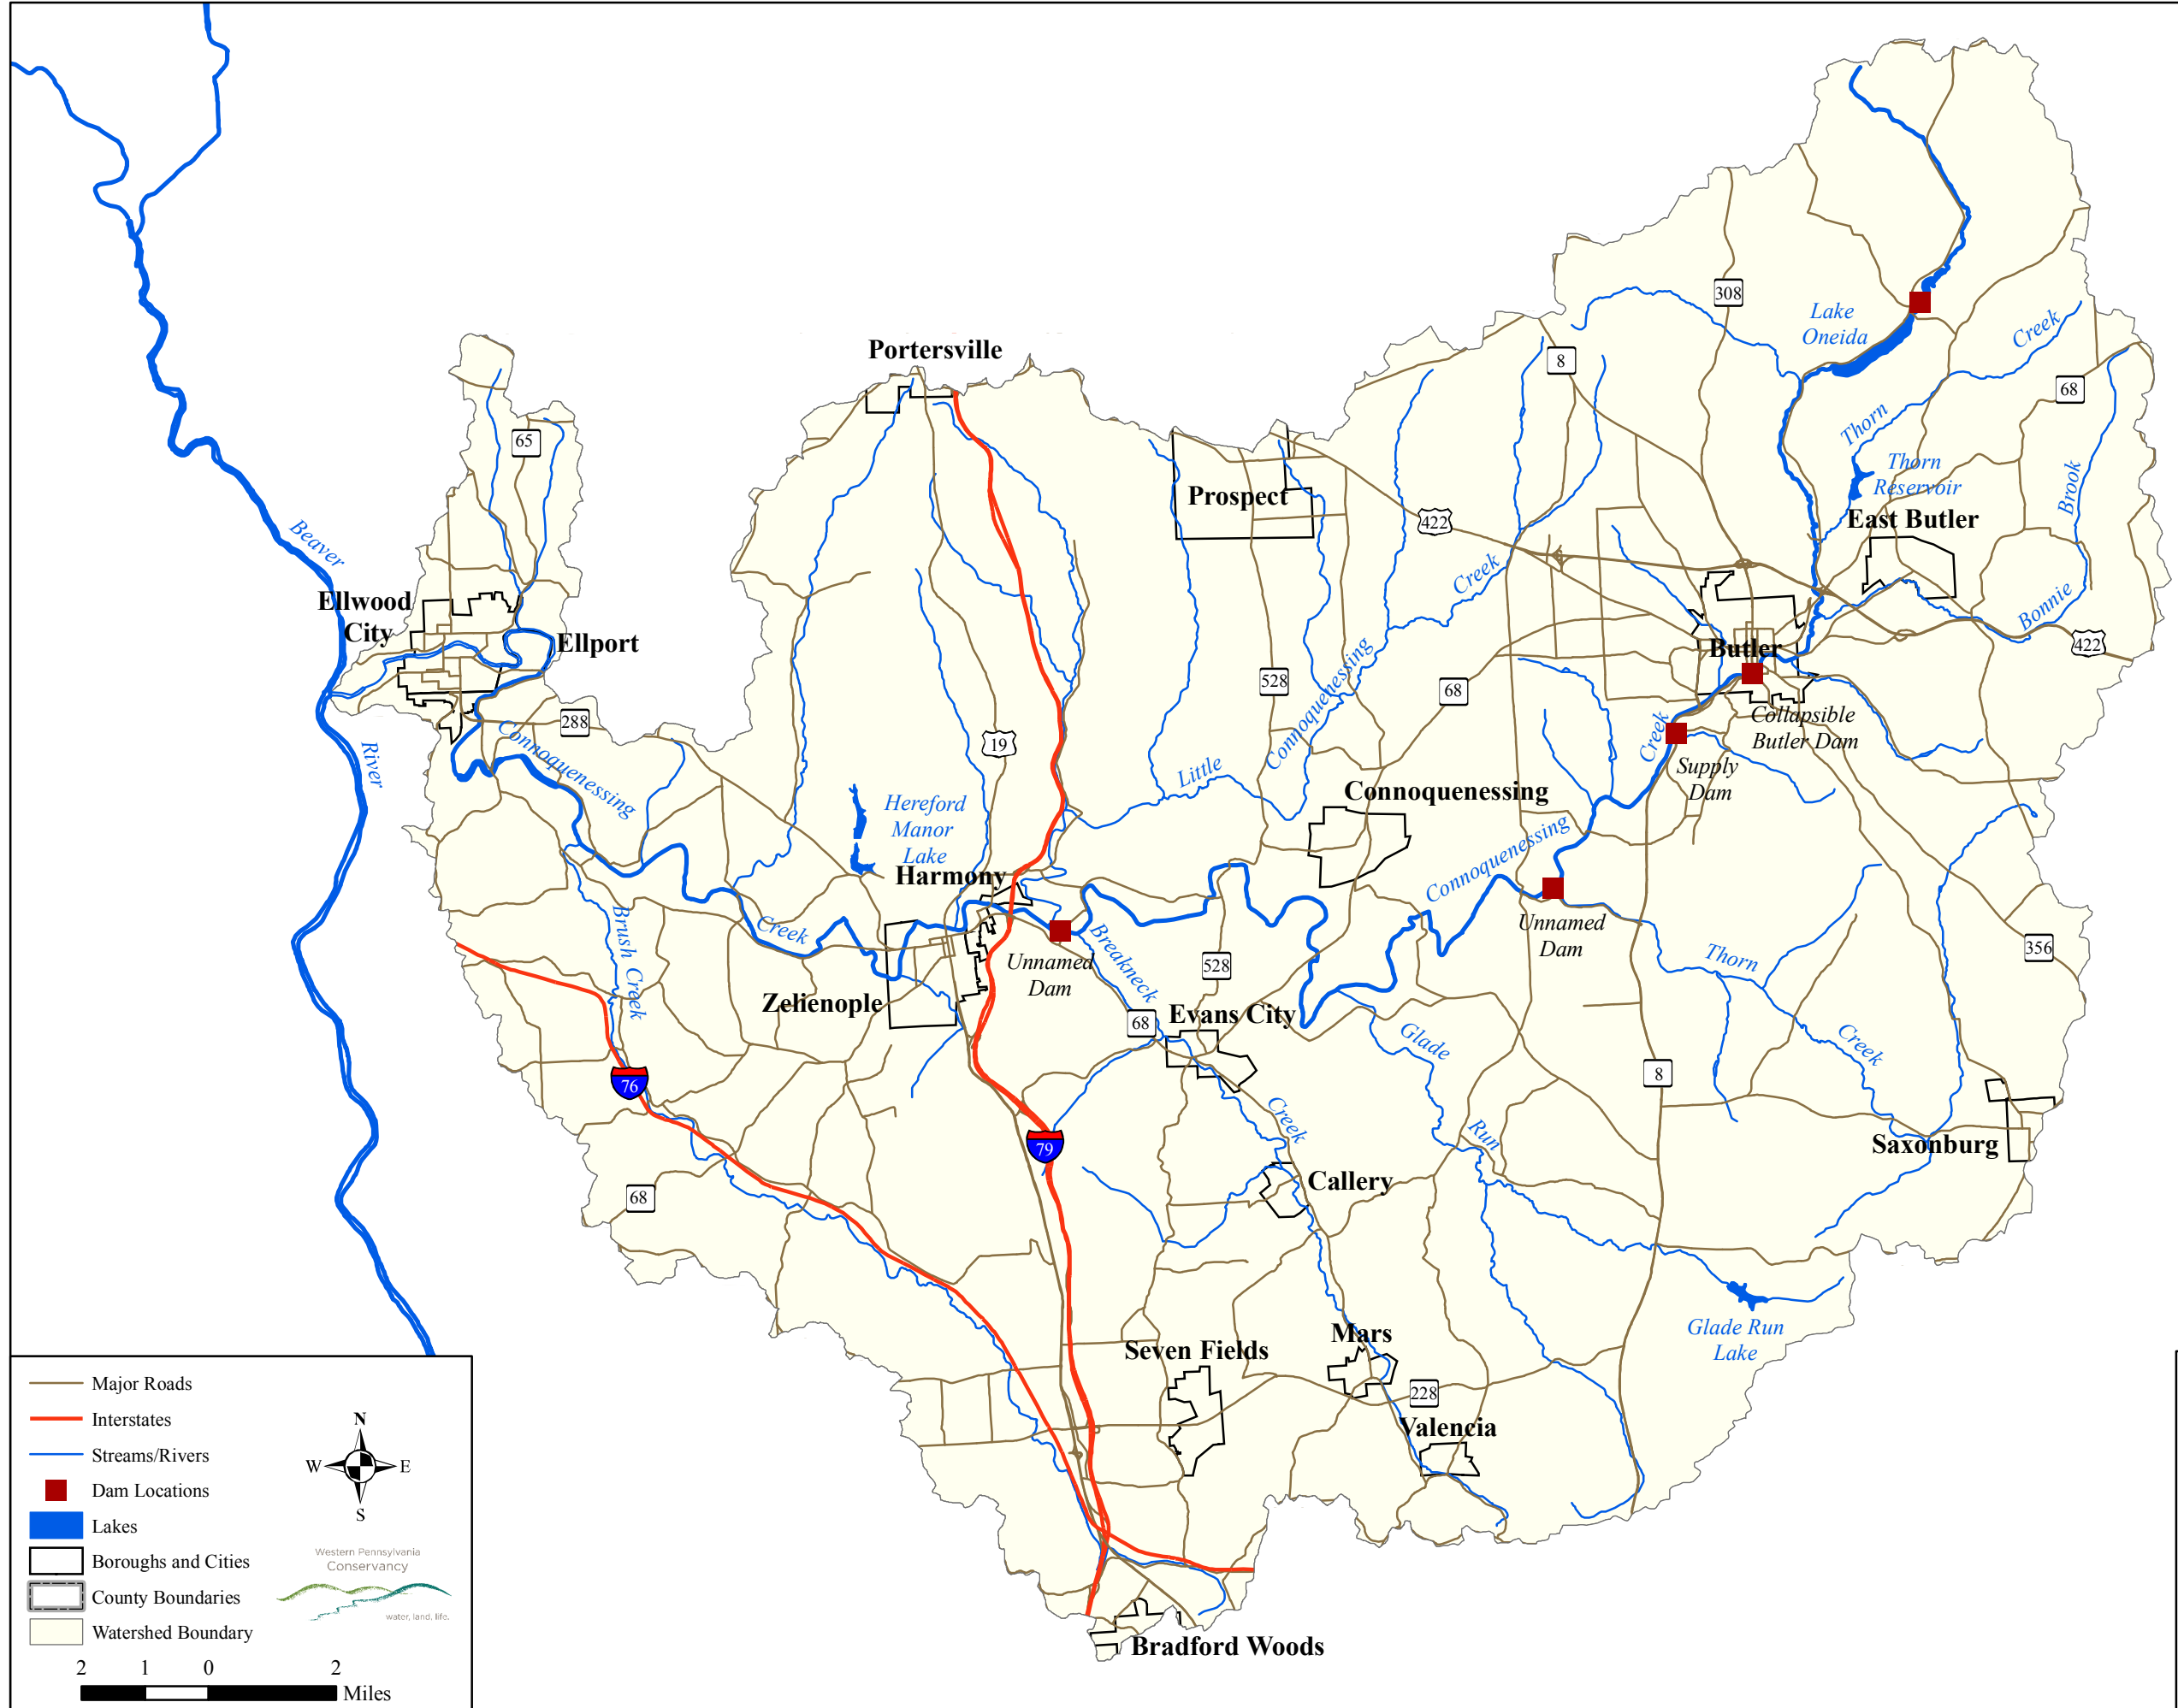 308
Lake
Oneida
Creek
Portersville
8
68
Thorn
65
Thorn
Reservoir
Prospect
Brook
422
East Butler
Beaver
Creek
Ellwood
City
Bonnie
Ellport
Butler
422
528
68
Connoquenessing
288
Connoquenessing
Creek
Collapsible
Butler Dam
19
River
Little
Supply
Dam
Connoquenessing
Hereford
Manor
Lake
Connoquenessing
Harmony
Brush Creek
Creek
Breakneck
Unnamed
Dam
Unnamed
Dam
528
Thorn
356
Zelienople
68
Evans City
Glade
Creek
76
8
Creek
Run
79
Saxonburg
Callery
68
Glade Run
Lake
Seven Fields
Mars
228
Valencia
Bradford Woods
Major Roads
Interstates
Streams/Rivers
Dam Locations
Lakes
Boroughs and Cities
County Boundaries
Watershed Boundary
N
W E
S
Western Pennsylvania
Conservancy
water, land, life.
2 1 0 2
Miles